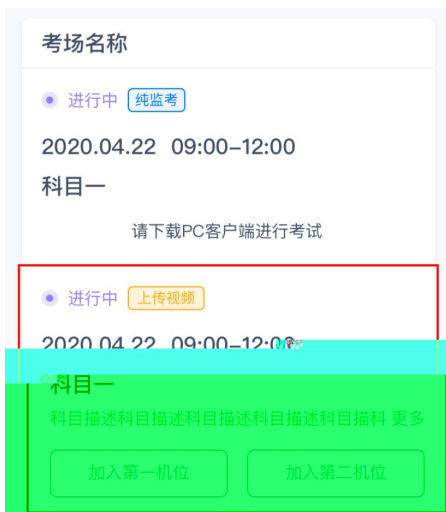 考场名称
进行中 纯监考
2020.04.22 09:00-12:00
科目一
请下载PC客户端进行考试
进行中 上传视频
2020.04.22 09:00-12:00
科目一
科目描述科目描述科目描述科目描述科目描科 更多
加入第一机位 加入第二机位